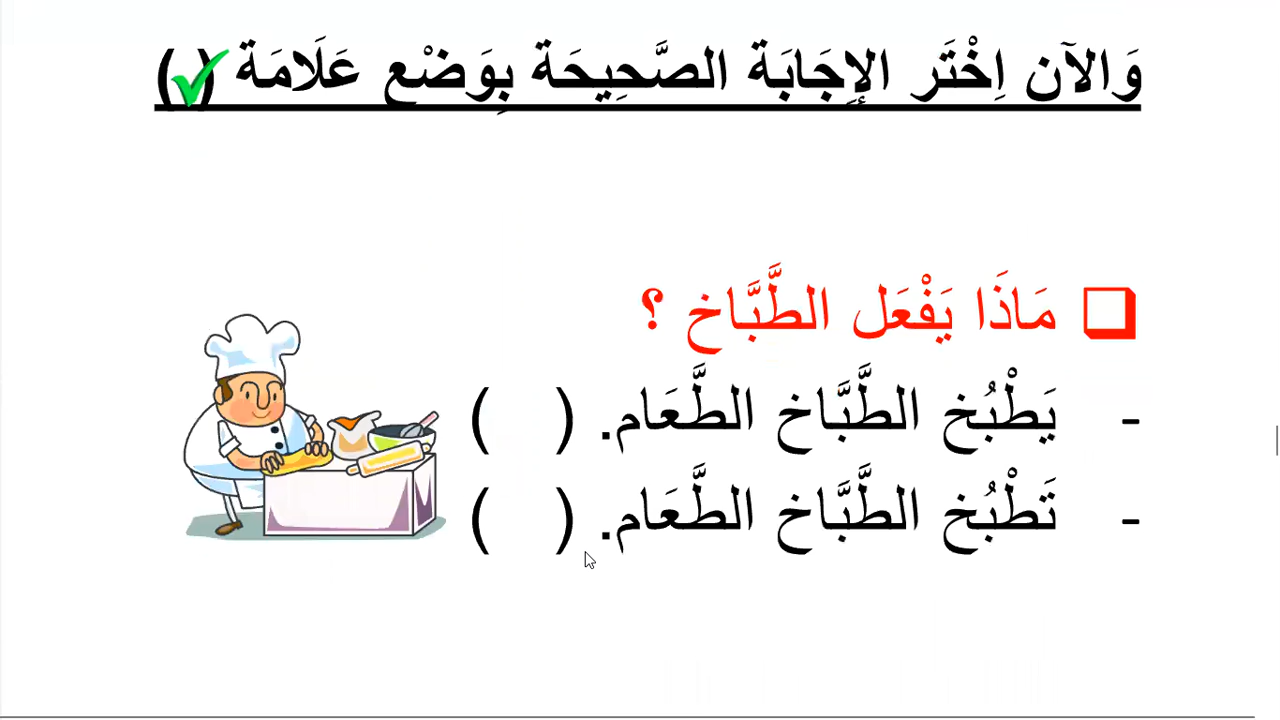 وَالآن اِخْتَر الإِجَابَة الصَّحِيحَة بِوَضْع عَلَامَة (✓)
❑ مَاذَا يَفْعَل الطَّبَّاخ ؟
- يَطْبُخ الطَّبَّاخ الطَّعَام. (   )
- تَطْبُخ الطَّبَّاخ الطَّعَام. (   )